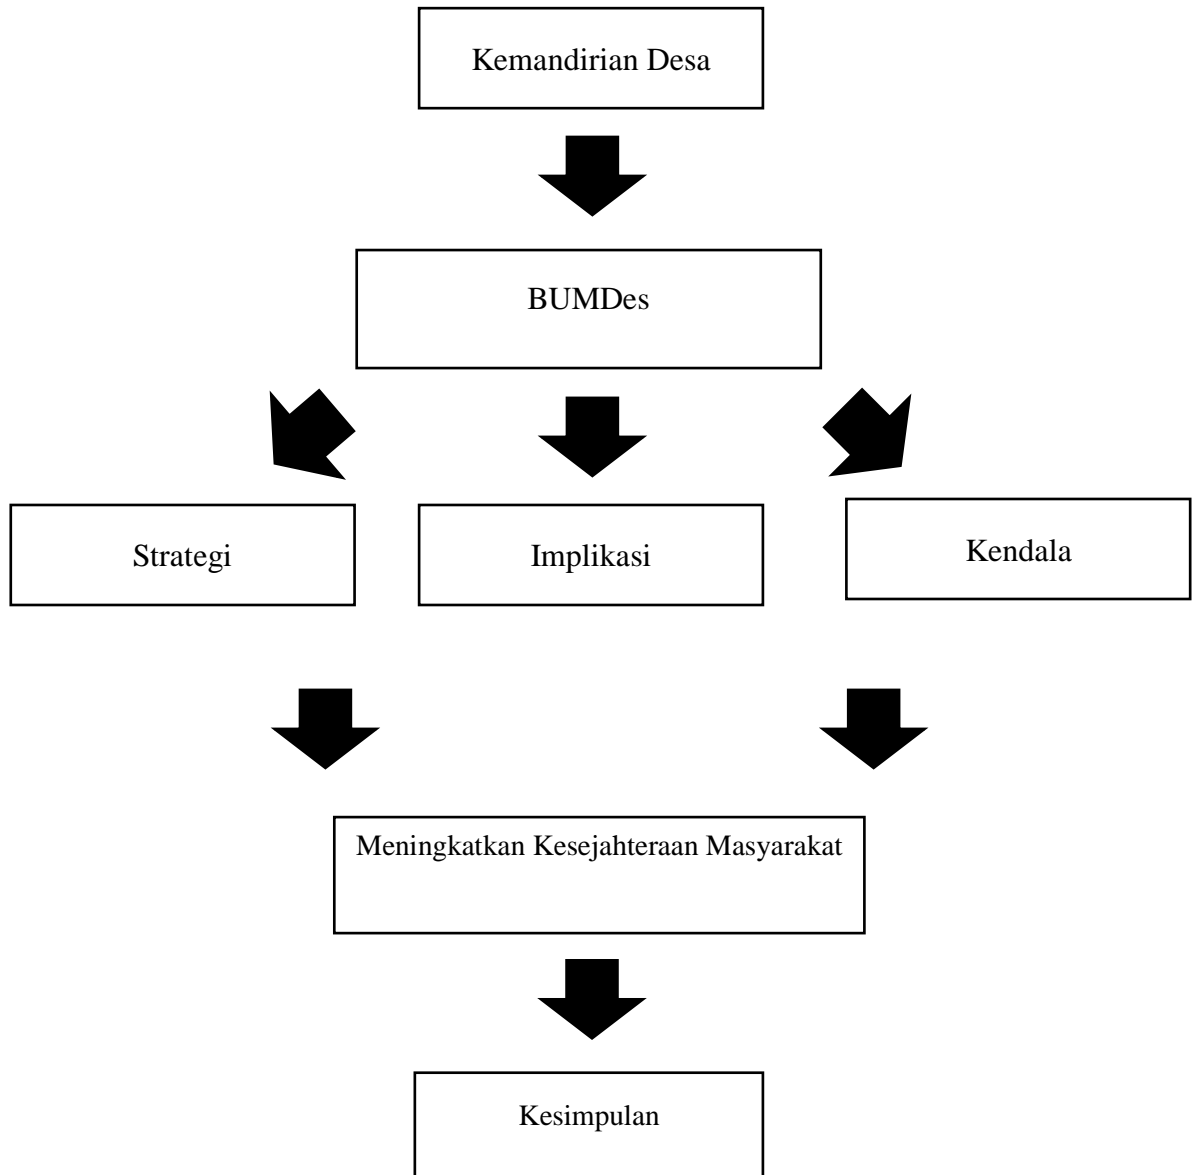 Kemandirian Desa
BUMDes
Strategi
Implikasi
Kendala
Meningkatkan Kesejahteraan Masyarakat
Kesimpulan